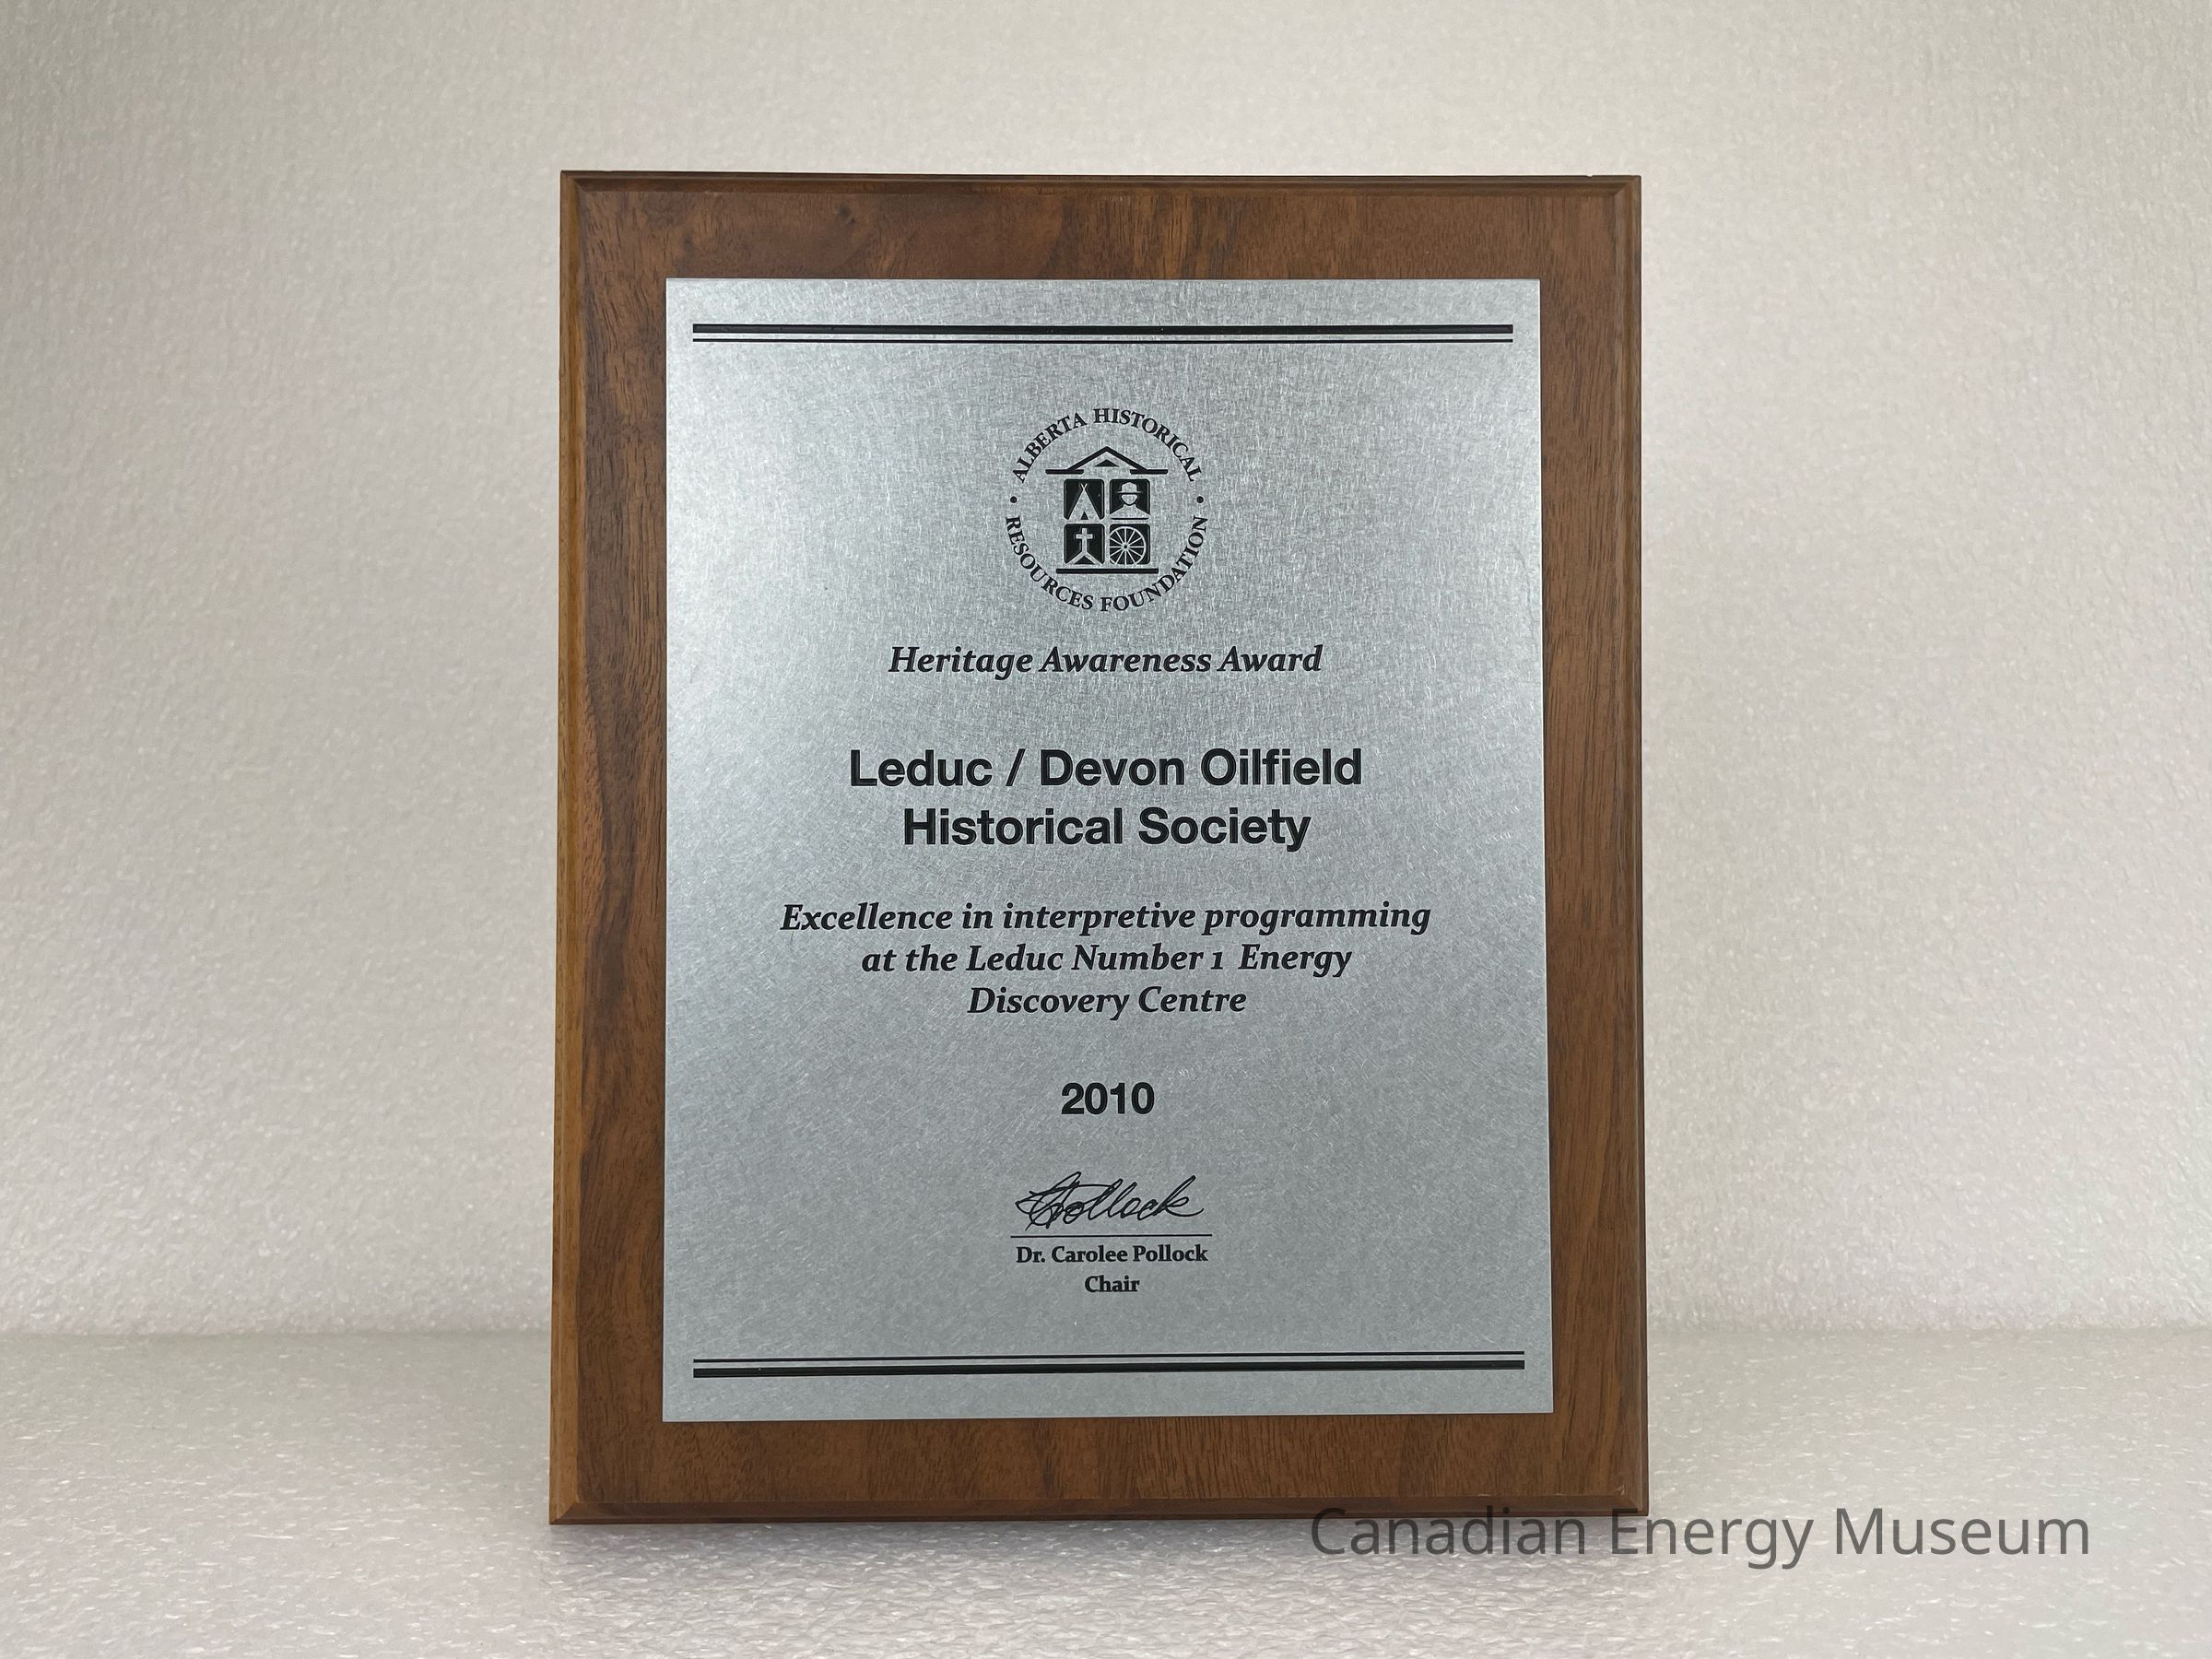 ALBERTA HISTORICAL
RESOURCES FOUNDATION
Heritage Awareness Award
Leduc / Devon Oilfield
Historical Society
Excellence in interpretive programming
at the Leduc Number 1 Energy
Discovery Centre
2010
Pollock
Dr. Carolee Pollock
Chair
Canadian Energy Museum